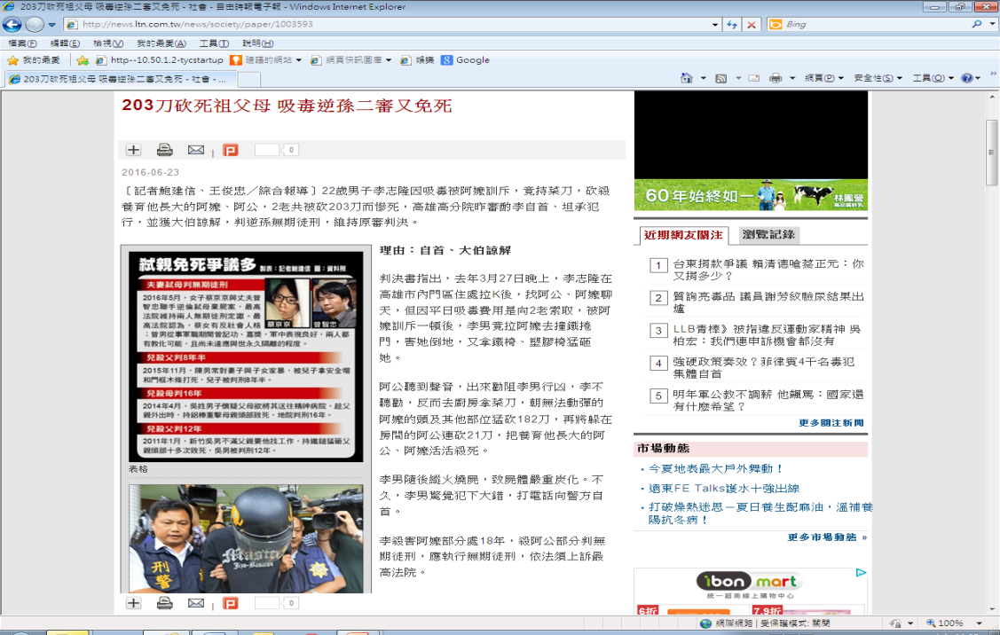 203刀砍死祖父母 吸毒逆孫二審又免死 - 社會 - 自由時報電子報 - Windows Internet Explorer
http://news.ltn.com.tw/news/society/paper/1003593
Bing
檔案(F) 編輯(E) 檢視(V) 我的最愛(A) 工具(T) 說明(H)
我的最愛 http--10.50.1.2-tycstartup 建議的網站 網頁快訊圖庫 娛樂 Google
203刀砍死祖父母 吸毒逆孫二審又免死 - 社會 - ...
網頁(P) 安全性(S) 工具(O)
203刀砍死祖父母 吸毒逆孫二審又免死
0
2016-06-23
〔記者鮑建信、王俊忠／綜合報導〕22歲男子李志隆因吸毒被阿嬤訓斥，竟持菜刀，砍殺
養育他長大的阿嬤、阿公，2老共被砍203刀而慘死，高雄高分院昨審酌李自首、坦承犯
行，並獲大伯諒解，判逆孫無期徒刑，維持原審判決。
弒親免死爭議多 製表：記者鮑建信 圖：資料照
夫妻弒母判無期徒刑
2016年5月，女子蔡京京與丈夫曾
智忠聯手逆倫弒母棄屍案，最高
法院維持兩人無期徒刑定讞。最
高法院認為，蔡女有反社會人格
；曾男從事軍職期間曾記功、嘉獎，軍中表現良好，兩人都
有教化可能，且尚未達應與世永久隔離的程度。
蔡京京
曾智忠
兒殺父判8年半
2015年11月，陳男常對妻子與子女家暴，被兒子拿安全帽
和門框木條打死，兒子被判刑8年半。
兒殺母判16年
2014年4月，吳姓男子懷疑父母欲將其送往精神病院，趁父
親外出時，持鋁棒重擊母親頭部致死，地院判刑16年。
兒殺父判12年
2011年1月，新竹吳男不滿父親要他找工作，持鐵鎚猛砸父
親頭部十多次致死，吳男被判刑12年。
表格
刑警
Master
理由：自首、大伯諒解
判決書指出，去年3月27日晚上，李志隆在
高雄市內門區住處拉K後，找阿公、阿嬤聊
天，但因平日吸毒費用是向2老索取，被阿
嬤訓斥一頓後，李男竟拉阿嬤去撞鐵捲
門，害她倒地，又拿鐵椅、塑膠椅猛砸
她。
阿公聽到聲音，出來勸阻李男行凶，李不
聽勸，反而去廚房拿菜刀，朝無法動彈的
阿嬤的頭及其他部位猛砍182刀，再將躲在
房間的阿公連砍21刀，把養育他長大的阿
公、阿嬤活活殺死。
李男隨後縱火燒屍，致屍體嚴重炭化。不
久，李男驚覺犯下大錯，打電話向警方自
首。
李殺害阿嬤部分處18年，殺阿公部分判無
期徒刑，應執行無期徒刑，依法須上訴最
高法院。
0
60年始終如一 林鳳營
近期網友關注 瀏覽記錄
1 台東捐款爭議 賴清德嗆蔡正元：你
又捐多少？
2 質詢亮毒品 議員謝芳紋驗尿結果出
爐
3 LLB青棒》被指違反運動家精神 吳
柏宏：我們連申訴機會都沒有
4 強硬政策奏效？菲律賓4千名毒犯
集體自首
5 明年軍公教不調薪 他飆罵：國家還
有什麼希望？
更多關注新聞
市場動態
‧今夏地表最大戶外舞動！
‧遠東FE Talks護水十強出線
‧打破燥熱迷思－夏日養生配麻油，溫補養
陽抗冬病！
更多市場動態 »
ibon mart
統一超商線上購物中心
6折 7.9折
網際網路 | 受保護模式: 關閉 100%